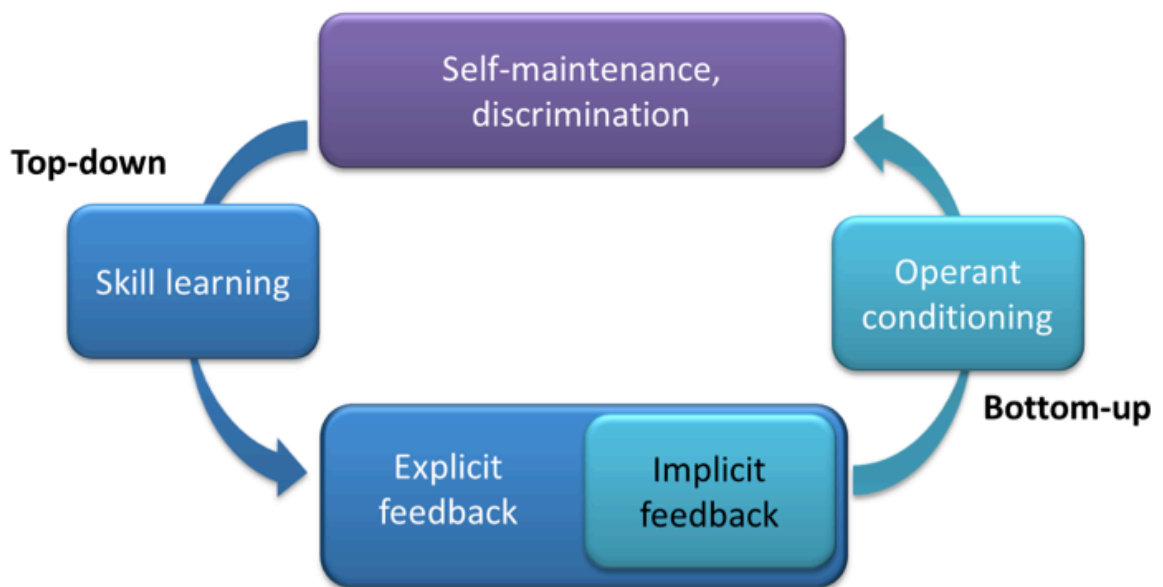 Self-maintenance,
discrimination
Top-down
Skill learning
Operant
conditioning
Bottom-up
Explicit
feedback
Implicit
feedback